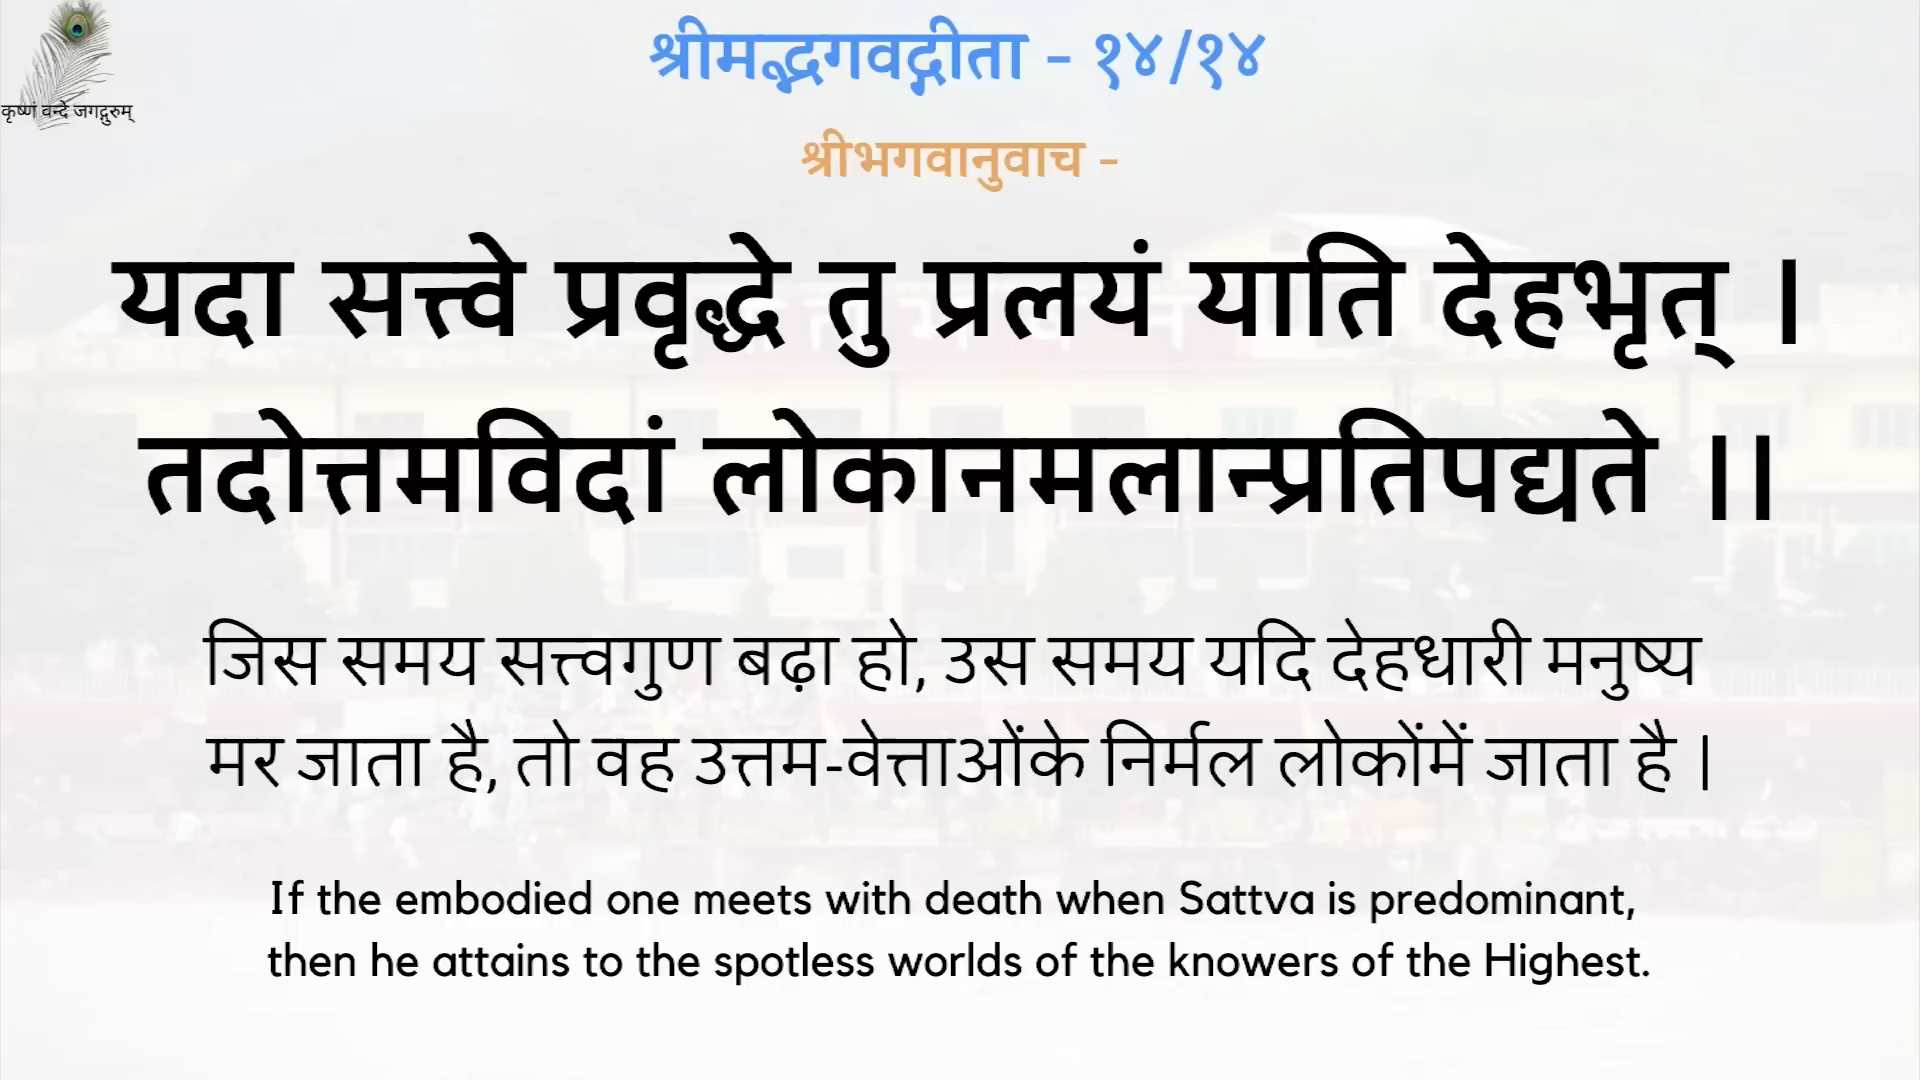 श्रीमद्भगवद्गीता - १४/१४
कृष्णं वन्दे जगद्गुरुम्
श्रीभगवानुवाच -
यदा सत्त्वे प्रवृद्धे तु प्रलयं याति देहभृत् ।
तदोत्तमविदां लोकानमलान्प्रतिपद्यते ।।
जिस समय सत्त्वगुण बढ़ा हो, उस समय यदि देहधारी मनुष्य
मर जाता है, तो वह उत्तम-वेत्ताओंके निर्मल लोकोंमें जाता है |
If the embodied one meets with death when Sattva is predominant,
then he attains to the spotless worlds of the knowers of the Highest.